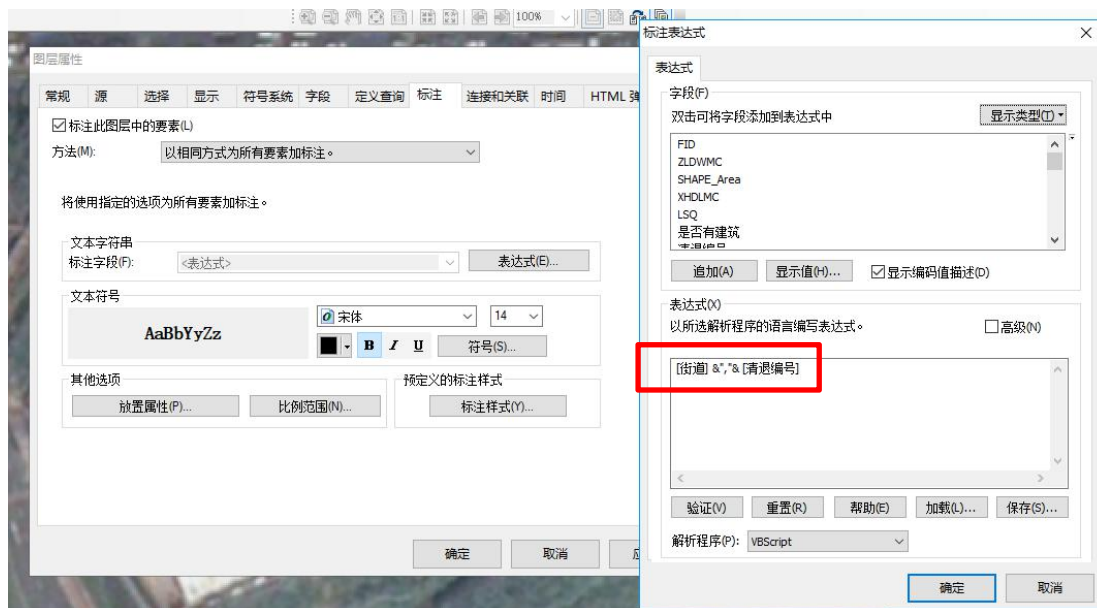 100%
图层属性
常规 源 选择 显示 符号系统 字段 定义查询 标注 连接和关联 时间 HTML
标注此图层中的要素(L)
方法(M): 以相同方式为所有要素加标注。
将使用指定的选项为所有要素加标注。
文本字符串
标注字段(F): <表达式> 表达式(E)...
文本符号
AaBbYyZz
宋体 14
B I U 符号(S)...
其他选项 预定义的标注样式
放置属性(P)... 比例范围(N)... 标注样式(Y)...
确定 取消
标注表达式
表达式
字段(F)
双击可将字段添加到表达式中 显示类型(T)
FID
ZLDWMC
SHAPE_Area
XHDLMC
LSQ
是否有建筑
追加(A) 显示值(H)... 显示编码值描述(D)
表达式(X)
以所选解析程序的语言编写表达式。 高级(N)
[街道] &","& [清退编号]
验证(V) 重置(R) 帮助(E) 加载(L)... 保存(S)...
解析程序(P): VBScript
确定 取消